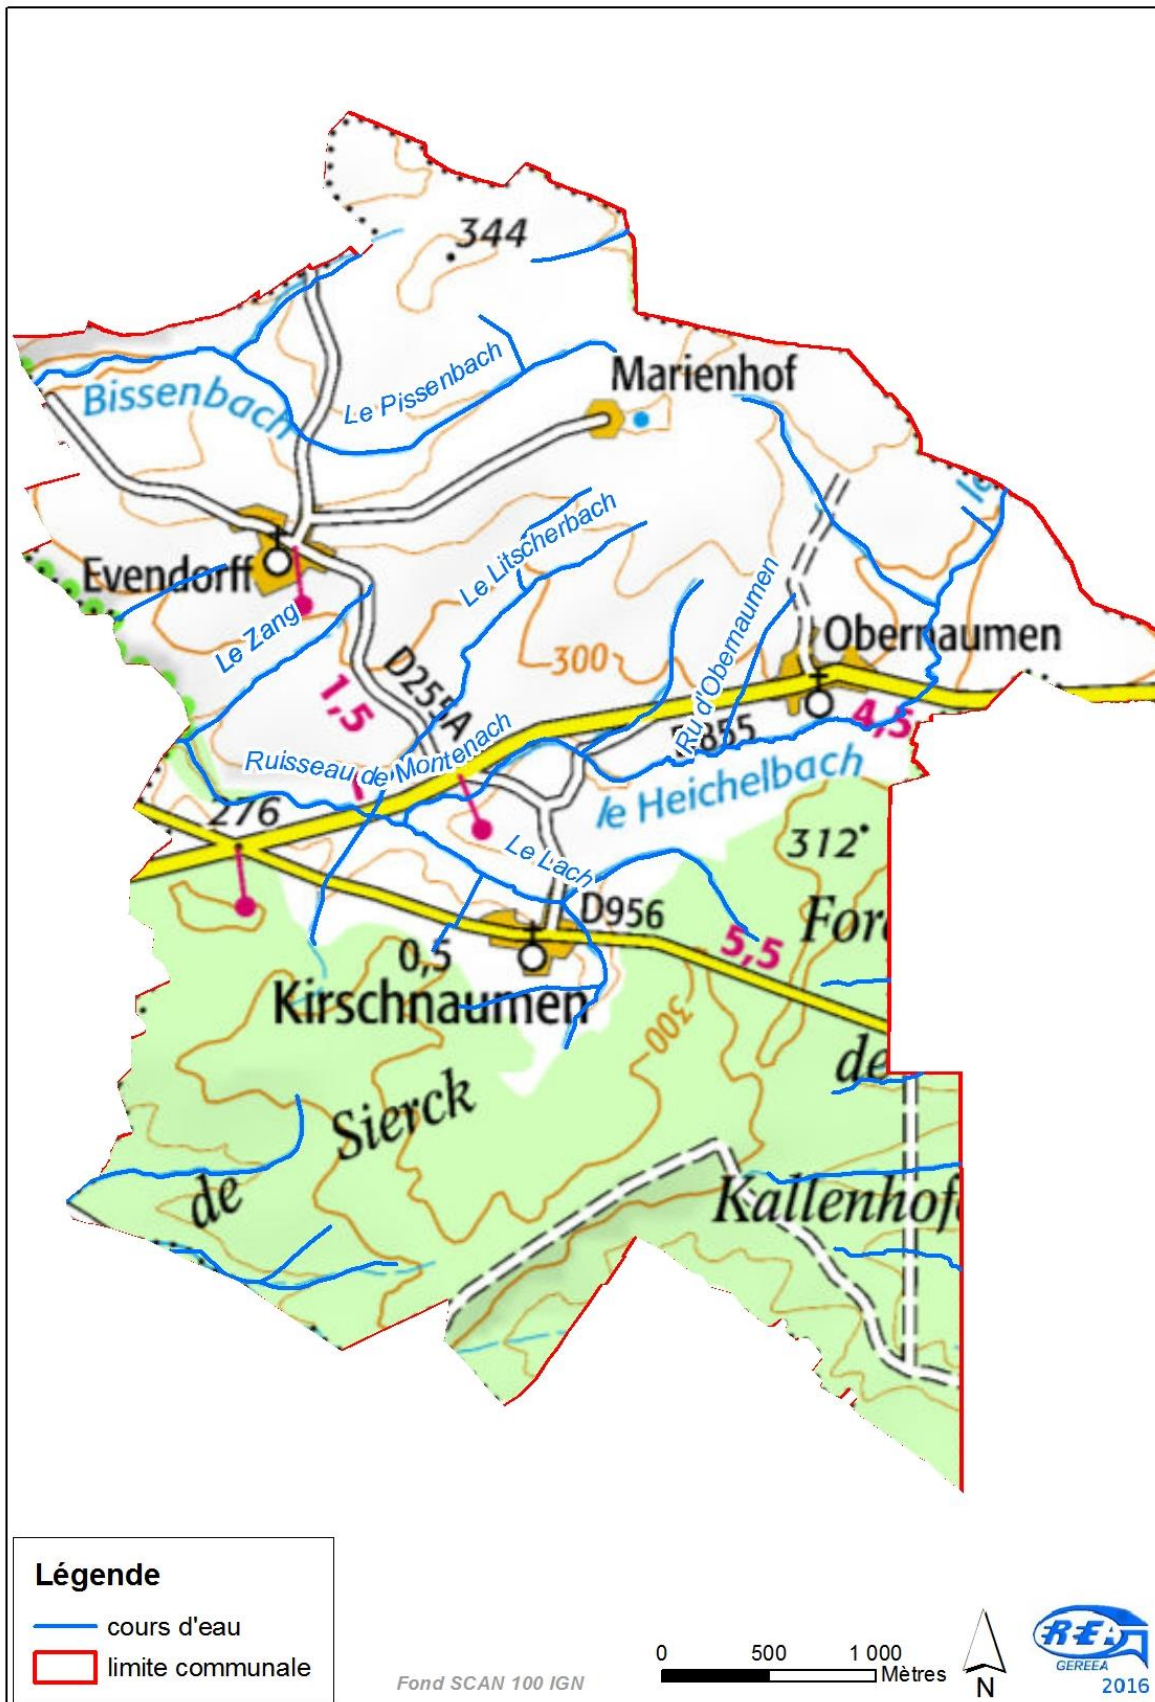 344
Marienhof
Bissenbach
Le Pissenbach
Le Litscherbach
Evendorff
Le Zang
300
Ru d'Obernaumen
Obernaumen
D255A
1,5
4,5
Ruisseau de Montenach
le Heichelbach
276
312
Le Lach
D956
5,5
0,5
Kirschnaumen
300
de
Sierck
de
Kallenhof
Légende
cours d'eau
limite communale
Fond SCAN 100 IGN
0 500 1 000
Mètres
N
REA
GEREEA
2016